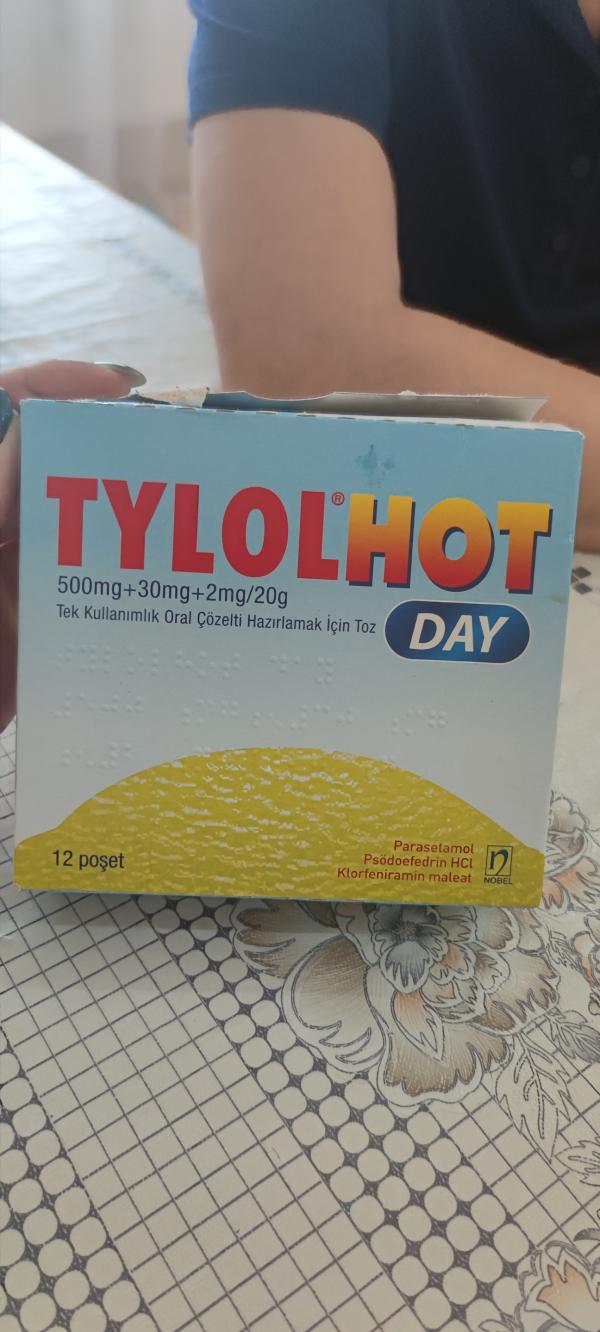 TYLOL®HOT
500mg+30mg+2mg/20g
Tek Kullanımlık Oral Çözelti Hazırlamak İçin Toz
DAY
12 poşet
Parasetamol
Psödoefedrin HCl
Klorfeniramin maleat
n
NOBEL